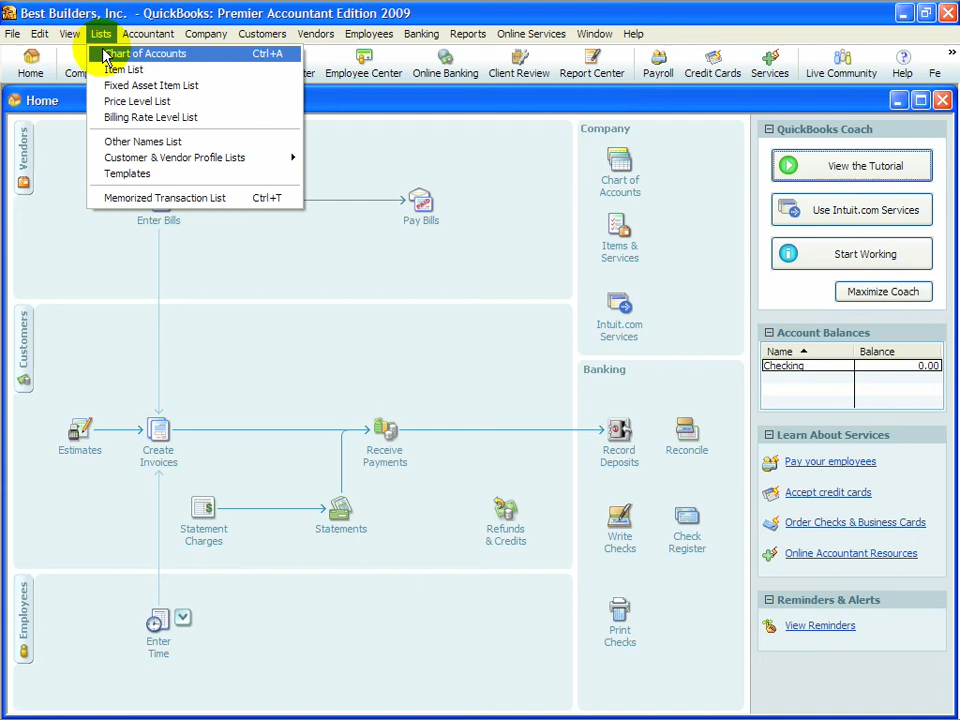 Best Builders, Inc. - QuickBooks: Premier Accountant Edition 2009
File Edit View Lists Accountant Company Customers Vendors Employees Banking Reports Online Services Window Help
Home Employee Center Online Banking Client Review Report Center Payroll Credit Cards Services Live Community Help Fe
Chart of Accounts Ctrl+A
Item List
Fixed Asset Item List
Price Level List
Billing Rate Level List
Other Names List
Customer & Vendor Profile Lists
Templates
Memorized Transaction List Ctrl+T
Home
Vendors
Enter Bills
Pay Bills
Customers
Estimates
Create
Invoices
Receive
Payments
Statement
Charges
Statements
Refunds
& Credits
Employees
Enter
Time
Company
Chart of
Accounts
Items &
Services
Intuit.com
Services
Banking
Record
Deposits
Reconcile
Write
Checks
Check
Register
Print
Checks
QuickBooks Coach
View the Tutorial
Use Intuit.com Services
Start Working
Maximize Coach
Account Balances
Name Balance
Checking 0.00
Learn About Services
Pay your employees
Accept credit cards
Order Checks & Business Cards
Online Accountant Resources
Reminders & Alerts
View Reminders